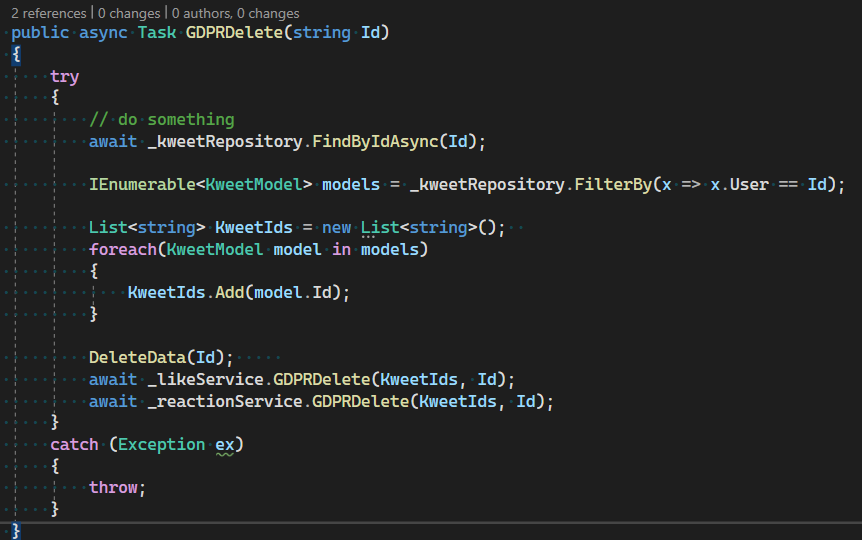 2 references | 0 changes | 0 authors, 0 changes
public async Task GDPRDelete(string Id)
{
try
{
// do something
await _kweetRepository.FindByIdAsync(Id);
IEnumerable<KweetModel> models = _kweetRepository.FilterBy(x => x.User == Id);
List<string> KweetIds = new List<string>();
foreach(KweetModel model in models)
{
KweetIds.Add(model.Id);
}
DeleteData(Id);
await _likeService.GDPRDelete(KweetIds, Id);
await _reactionService.GDPRDelete(KweetIds, Id);
}
catch (Exception ex)
{
throw;
}
}